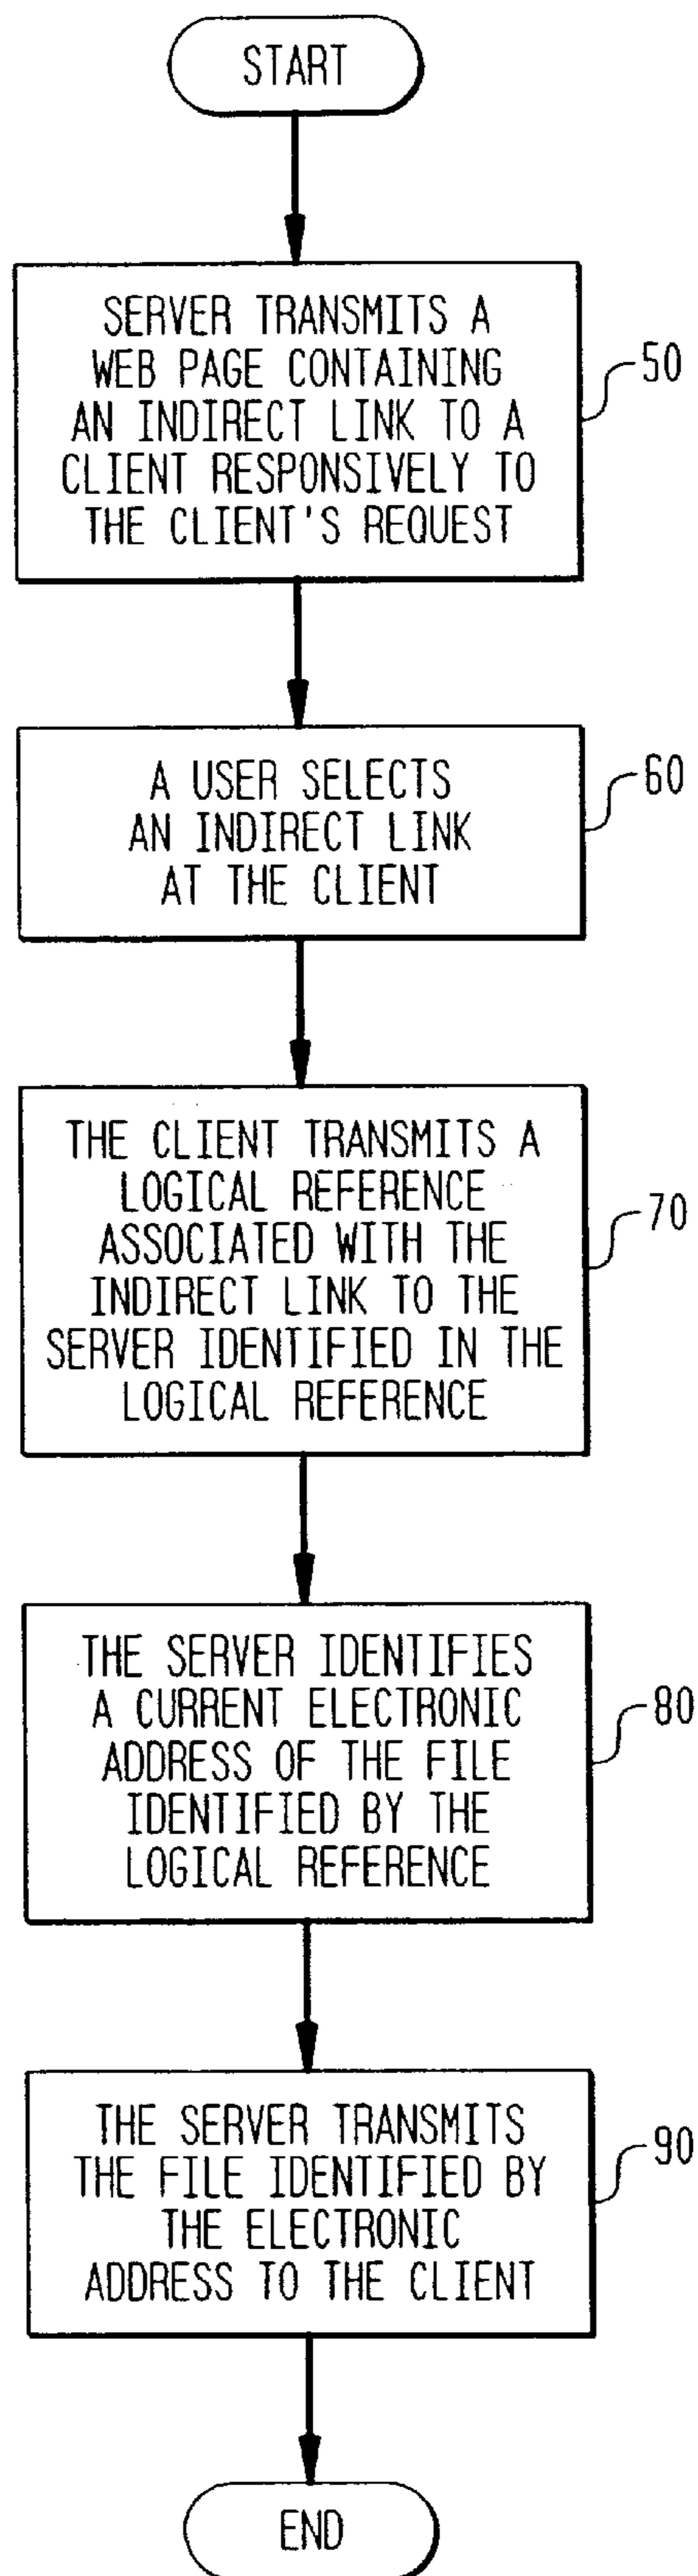 START
SERVER TRANSMITS A
WEB PAGE CONTAINING
AN INDIRECT LINK TO A
CLIENT RESPONSIVELY TO
THE CLIENT'S REQUEST
50
A USER SELECTS
AN INDIRECT LINK
AT THE CLIENT
60
THE CLIENT TRANSMITS A
LOGICAL REFERENCE
ASSOCIATED WITH THE
INDIRECT LINK TO THE
SERVER IDENTIFIED IN THE
LOGICAL REFERENCE
70
THE SERVER IDENTIFIES
A CURRENT ELECTRONIC
ADDRESS OF THE FILE
IDENTIFIED BY THE
LOGICAL REFERENCE
80
THE SERVER TRANSMITS
THE FILE IDENTIFIED BY
THE ELECTRONIC
ADDRESS TO THE CLIENT
90
END